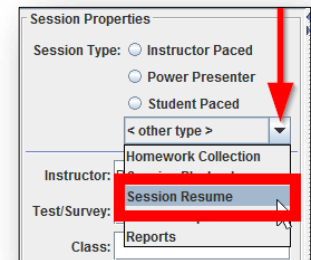 Session Properties
Session Type: Instructor Paced
Power Presenter
Student Paced
< other type >
Homework Collection
Instructor:
Session Resume
Test/Survey:
Reports
Class: